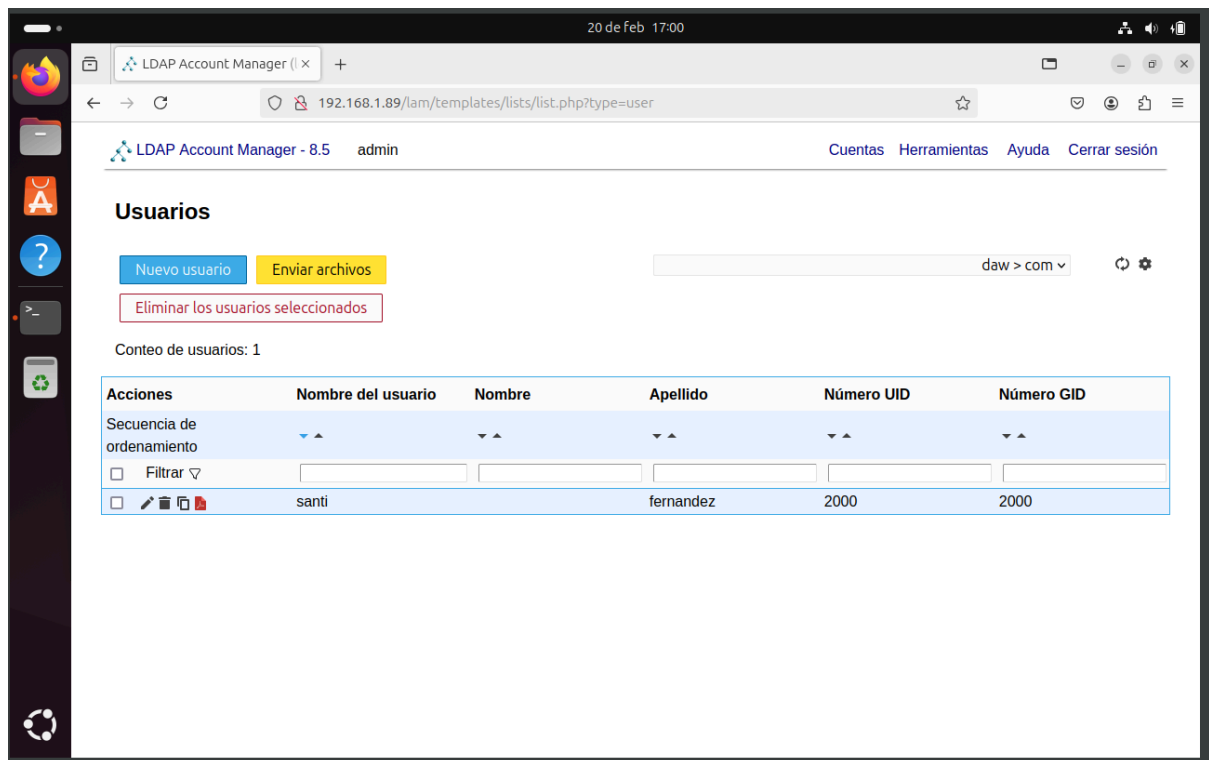 20 de feb 17:00
LDAP Account Manager (l
192.168.1.89/lam/templates/lists/list.php?type=user
LDAP Account Manager - 8.5 admin Cuentas Herramientas Ayuda Cerrar sesión
Usuarios
Nuevo usuario Enviar archivos daw > com
Eliminar los usuarios seleccionados
Conteo de usuarios: 1
Acciones Nombre del usuario Nombre Apellido Número UID Número GID
Secuencia de
ordenamiento
Filtrar
santi fernandez 2000 2000